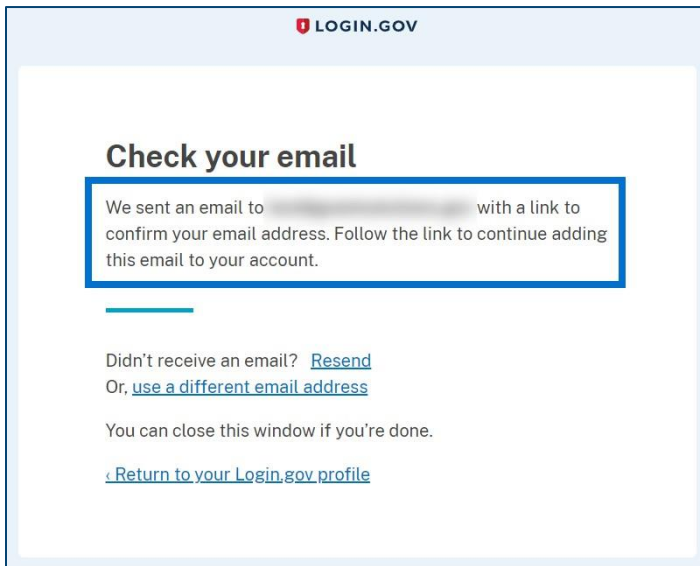 LOGIN.GOV
Check your email
We sent an email to with a link to
confirm your email address. Follow the link to continue adding
this email to your account.
Didn’t receive an email? Resend
Or, use a different email address
You can close this window if you’re done.
‹ Return to your Login.gov profile